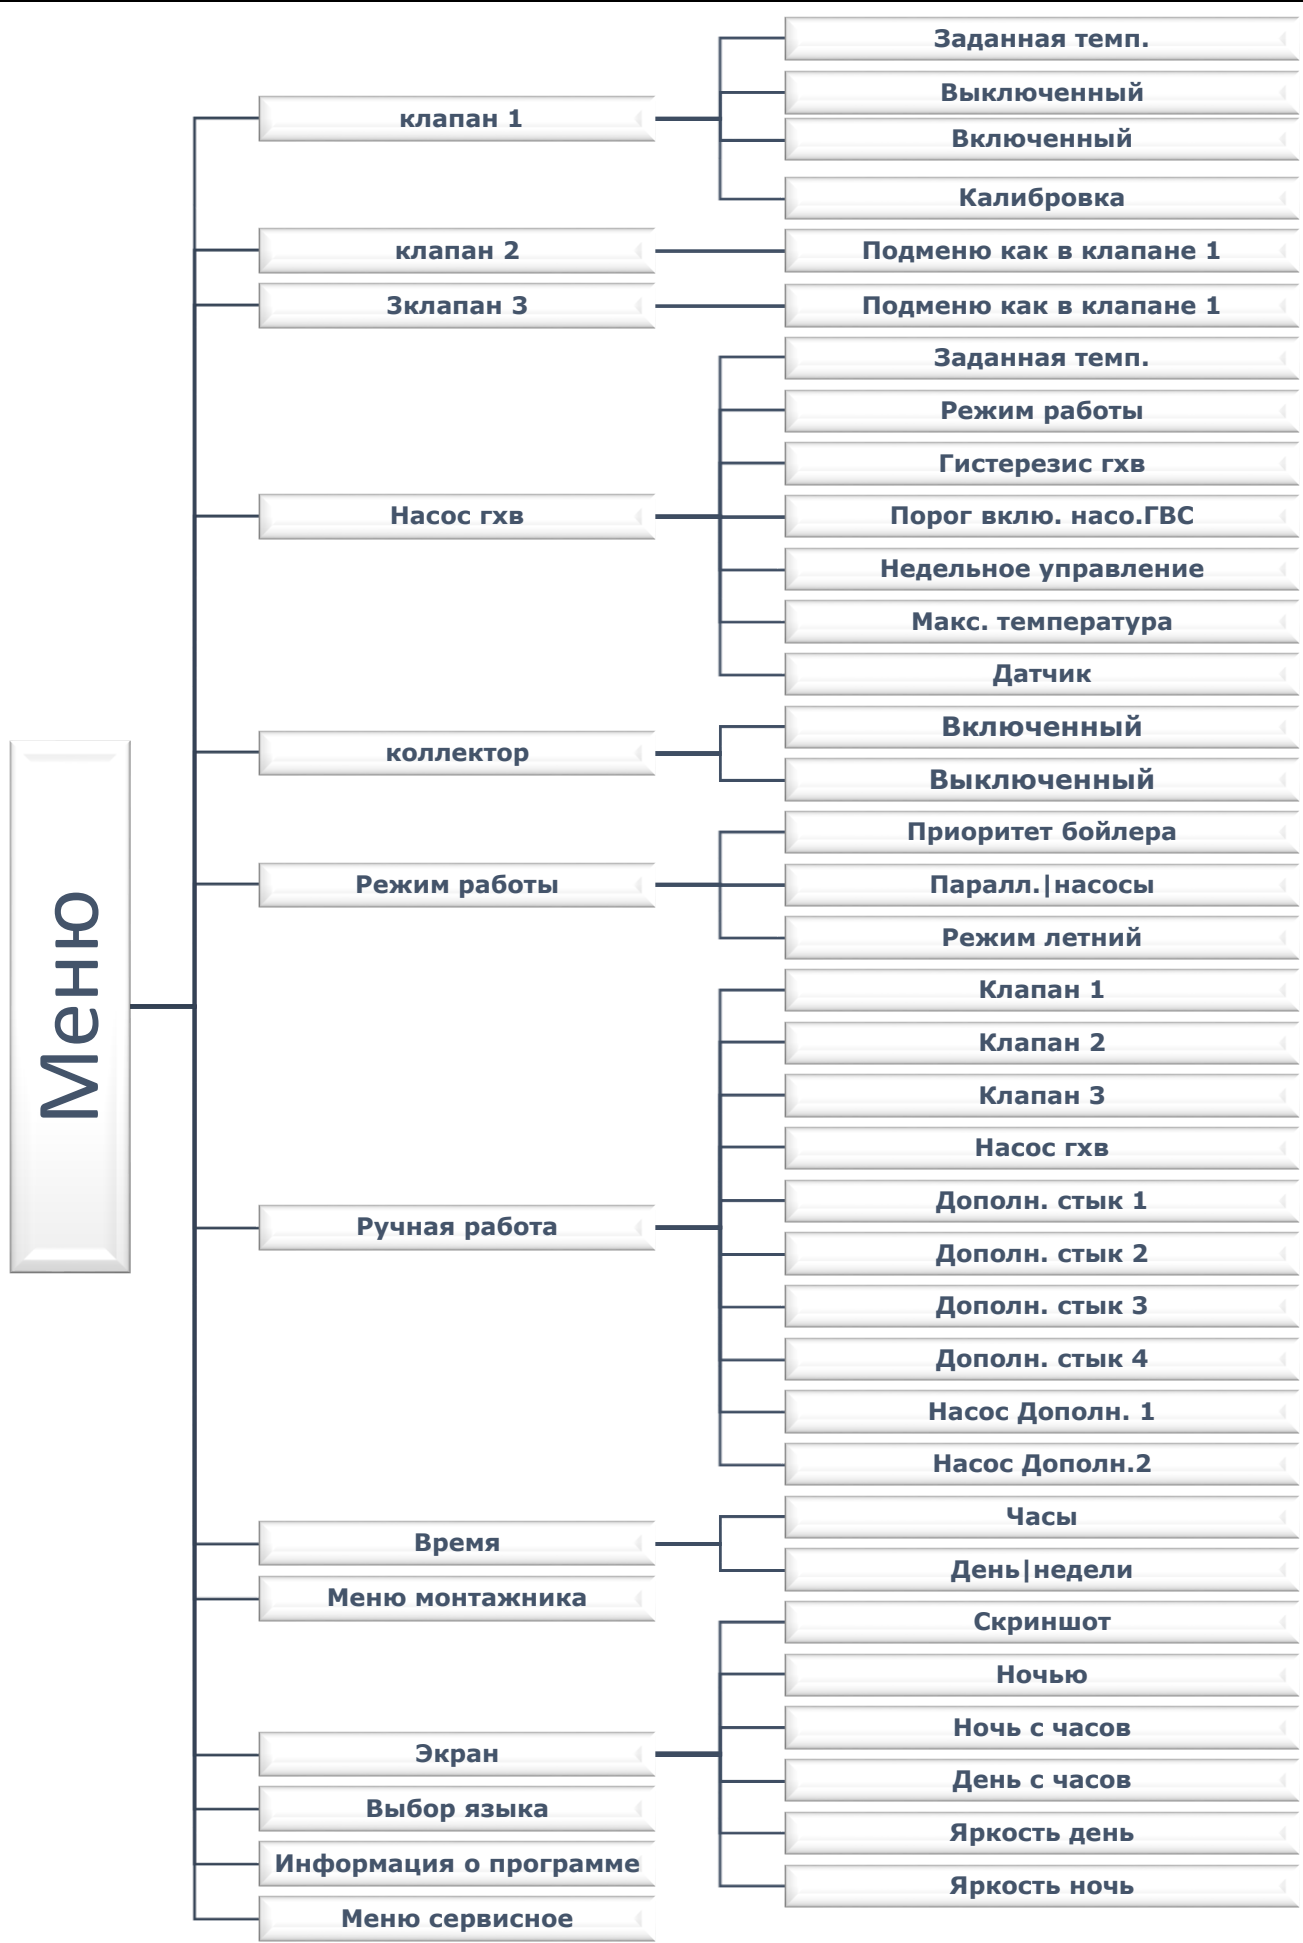 Меню
клапан 1
Заданная темп.
Выключенный
Включенный
Калибровка
клапан 2
Подменю как в клапане 1
3клапан 3
Подменю как в клапане 1
Насос гхв
Заданная темп.
Режим работы
Гистерезис гхв
Порог вклю. насо.ГВС
Недельное управление
Макс. температура
Датчик
коллектор
Включенный
Выключенный
Режим работы
Приоритет бойлера
Паралл.|насосы
Режим летний
Ручная работа
Клапан 1
Клапан 2
Клапан 3
Насос гхв
Дополн. стык 1
Дополн. стык 2
Дополн. стык 3
Дополн. стык 4
Насос Дополн. 1
Насос Дополн.2
Время
Часы
День|недели
Меню монтажника
Экран
Скриншот
Ночью
Ночь с часов
День с часов
Яркость день
Яркость ночь
Выбор языка
Информация о программе
Меню сервисное